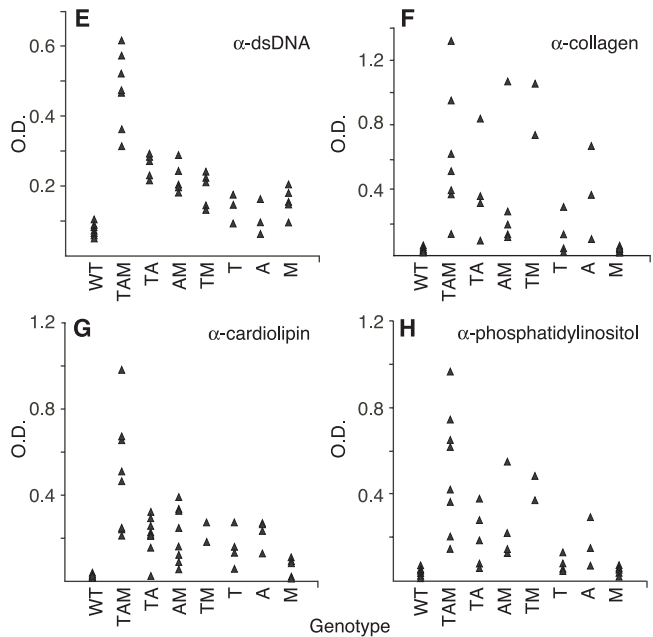 E
α-dsDNA
O.D.
0.6
0.4
0.2
WT TAM TA AM TM T A M
F
α-collagen
O.D.
1.2
0.8
0.4
WT TAM TA AM TM T A M
G
α-cardiolipin
O.D.
1.2
0.8
0.4
WT TAM TA AM TM T A M
H
α-phosphatidylinositol
O.D.
1.2
0.8
0.4
WT TAM TA AM TM T A M
Genotype